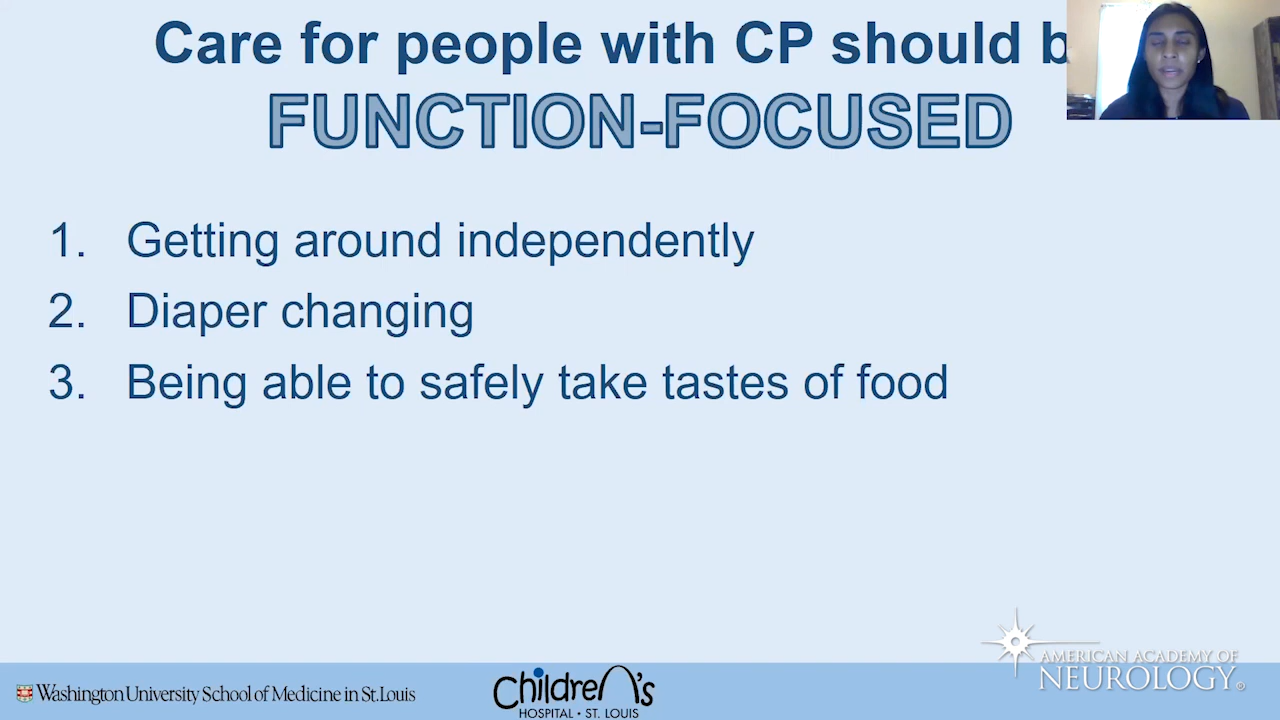 Care for people with CP should b
FUNCTION-FOCUSED
1. Getting around independently
2. Diaper changing
3. Being able to safely take tastes of food
Washington University School of Medicine in St. Louis
Children's
HOSPITAL • ST. LOUIS
AMERICAN ACADEMY OF
NEUROLOGY®